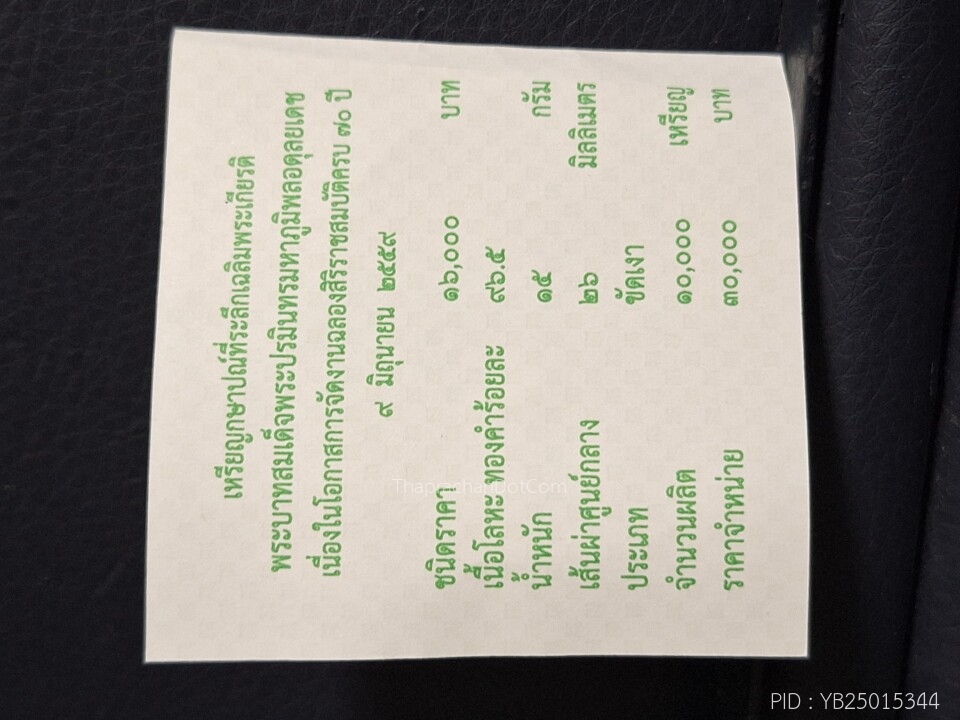 เหรียญกษาปณ์ที่ระลึกเฉลิมพระเกียรติ
พระบาทสมเด็จพระปรมินทรมหาภูมิพลอดุลยเดช
เนื่องในโอกาสการจัดงานฉลองสิริราชสมบัติครบ ๗๐ ปี
๙ มิถุนายน ๒๕๕๙
ชนิดราคา ๑๖,๐๐๐ บาท
เนื้อโลหะ ทองคำร้อยละ ๙๖.๕
น้ำหนัก ๑๕ กรัม
เส้นผ่าศูนย์กลาง ๒๖ มิลลิเมตร
ประเภท ขัดเงา
จำนวนผลิต ๑๐,๐๐๐ เหรียญ
ราคาจำหน่าย ๓๐,๐๐๐ บาท
ThaprachanDotCom
PID : YB25015344